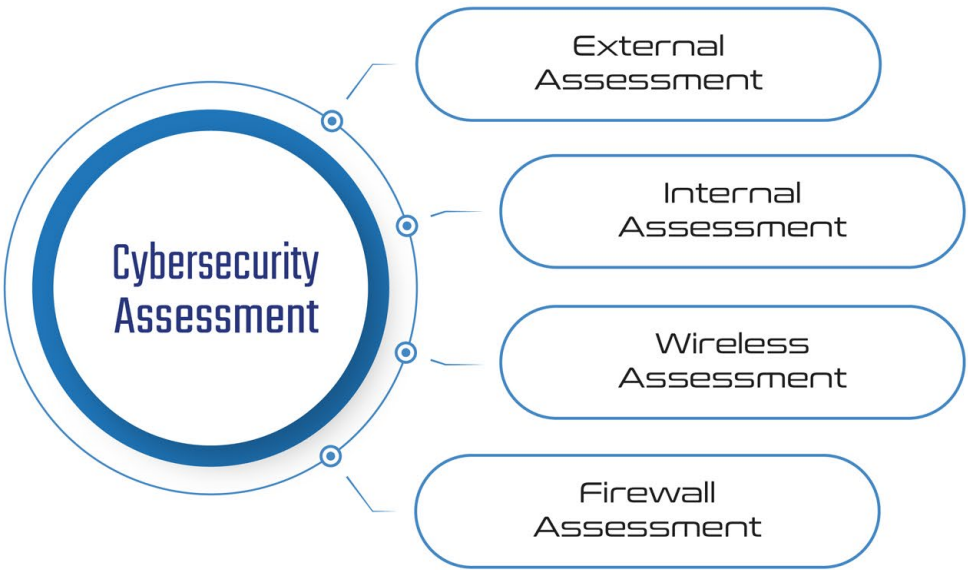 Cybersecurity
Assessment
External
Assessment
Internal
Assessment
Wireless
Assessment
Firewall
Assessment